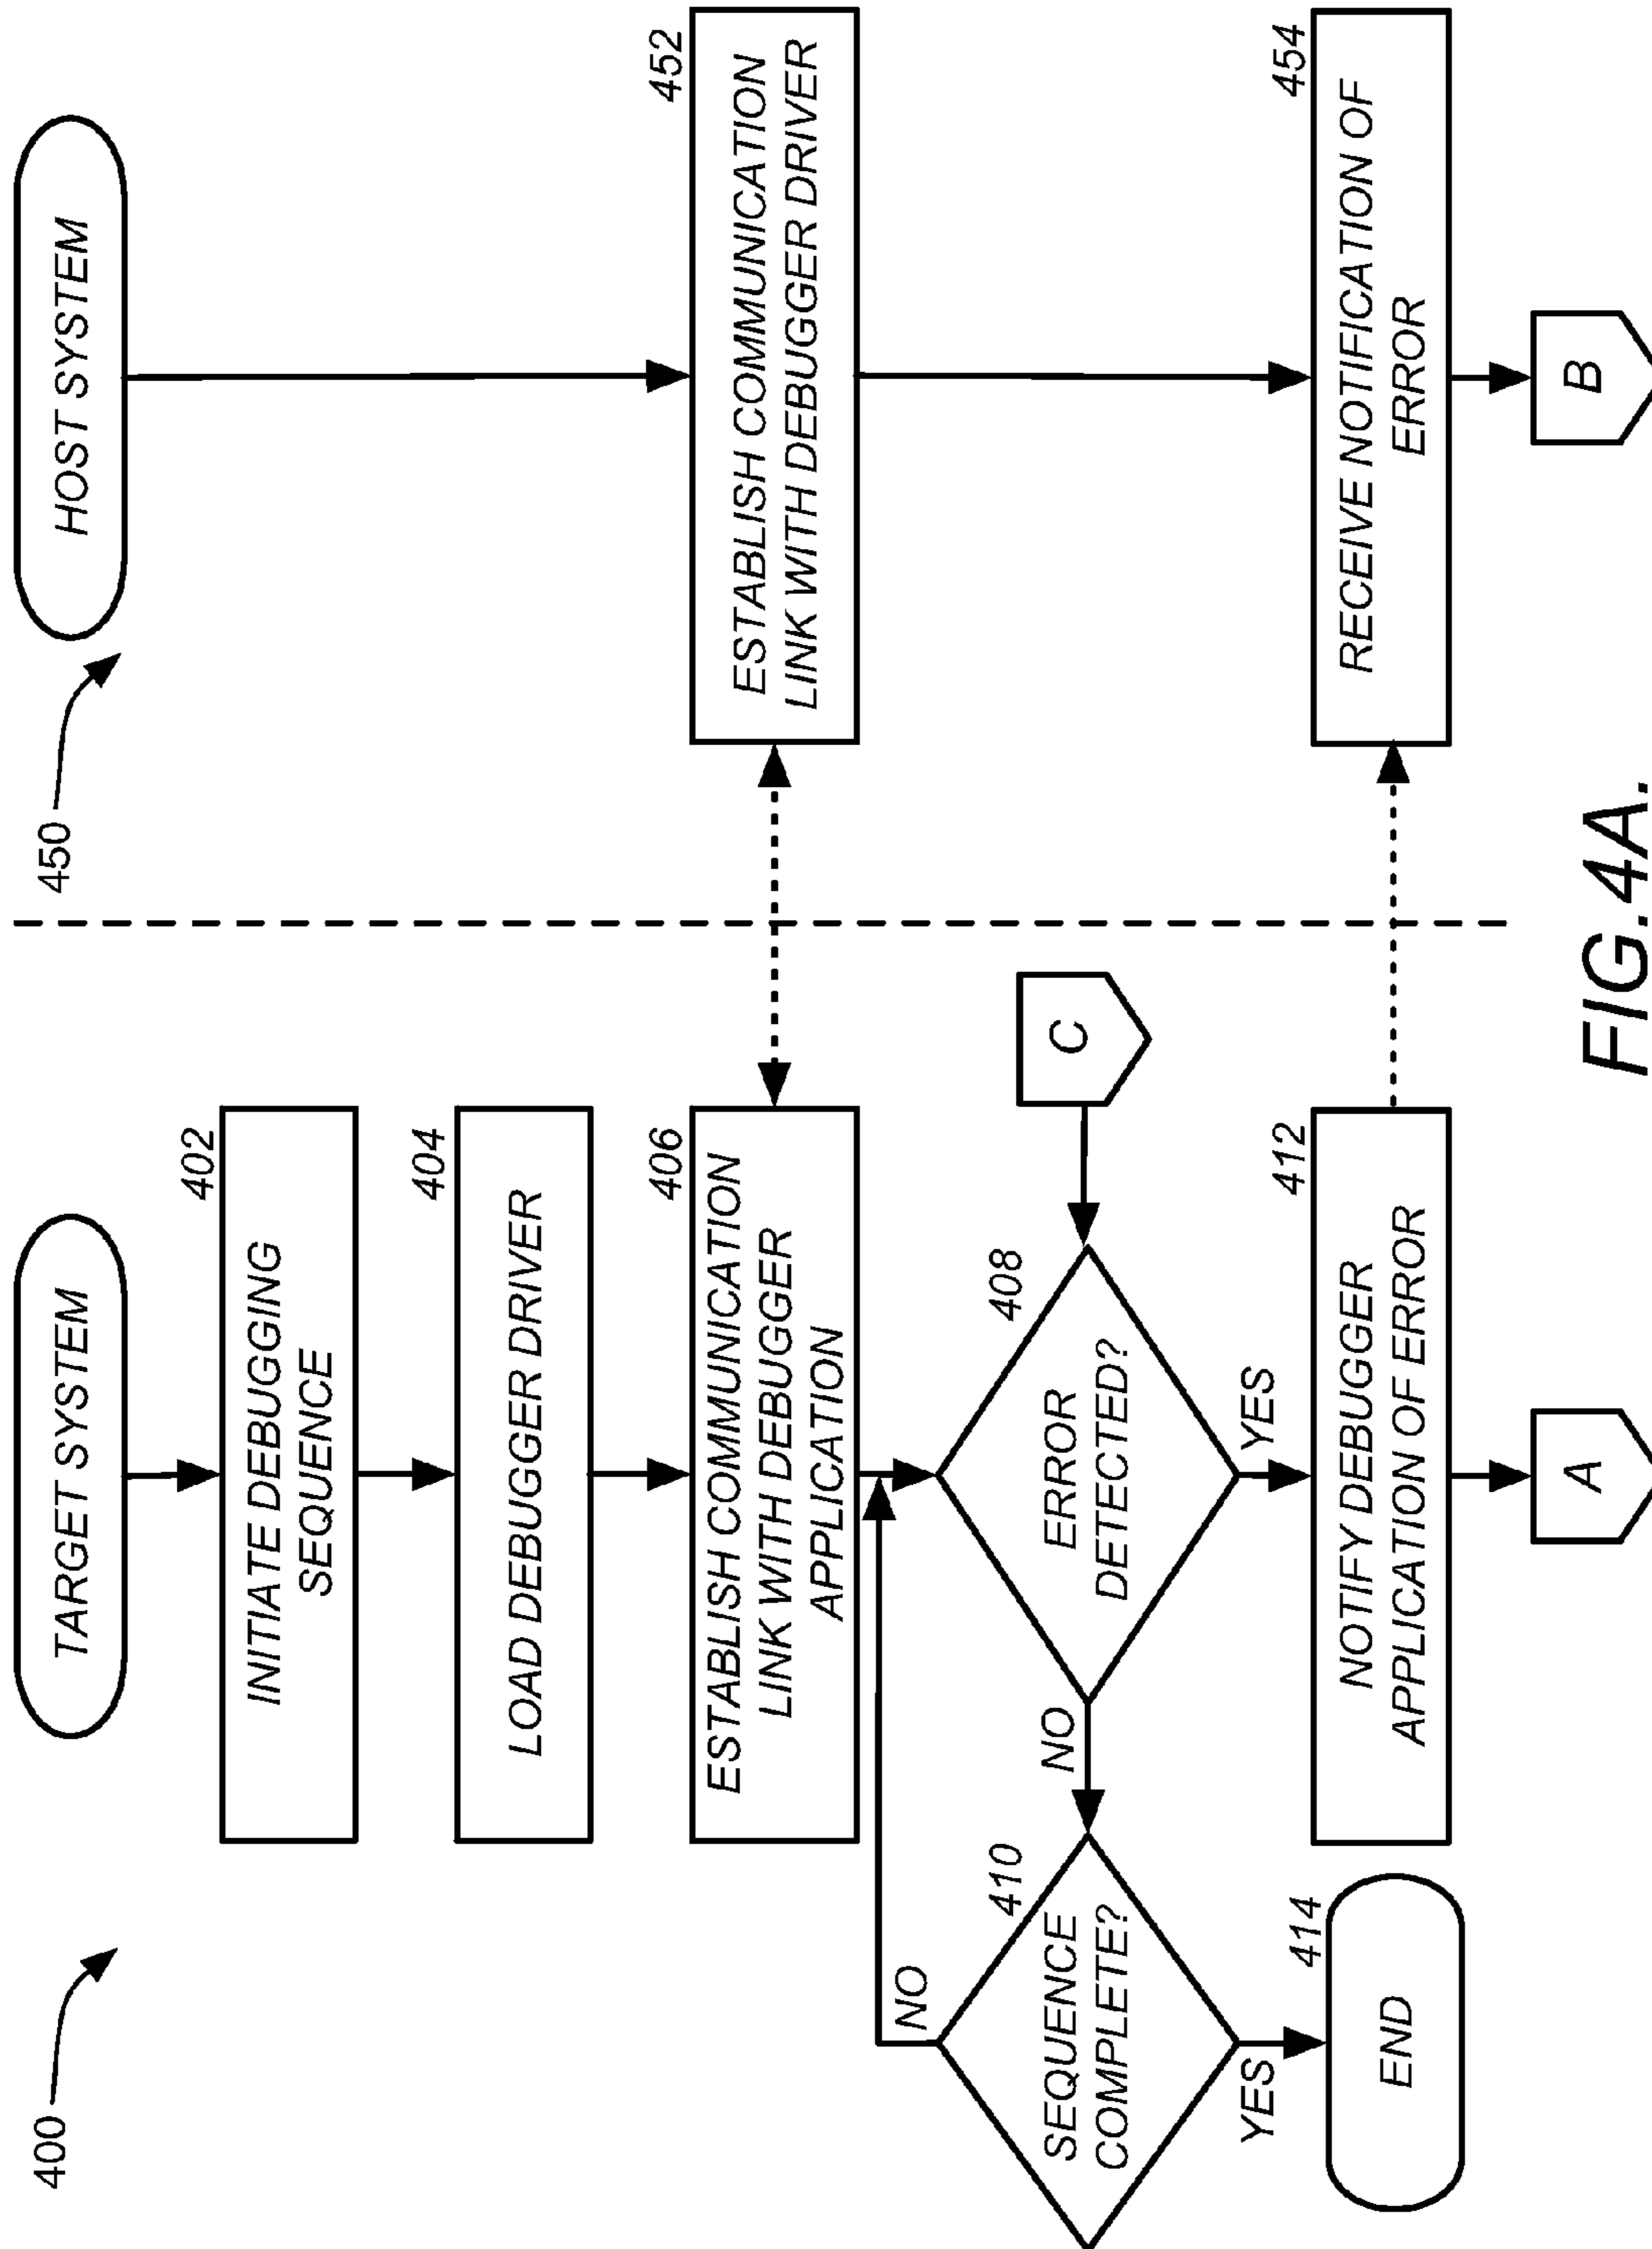 400
TARGET SYSTEM
402
INITIATE DEBUGGING
SEQUENCE
404
LOAD DEBUGGER DRIVER
406
ESTABLISH COMMUNICATION
LINK WITH DEBUGGER
APPLICATION
C
408
ERROR
DETECTED?
NO
YES
410
SEQUENCE
COMPLETE?
NO
YES
412
NOTIFY DEBUGGER
APPLICATION OF ERROR
414
END
A
450
HOST SYSTEM
452
ESTABLISH COMMUNICATION
LINK WITH DEBUGGER DRIVER
454
RECEIVE NOTIFICATION OF
ERROR
B
FIG.4A.